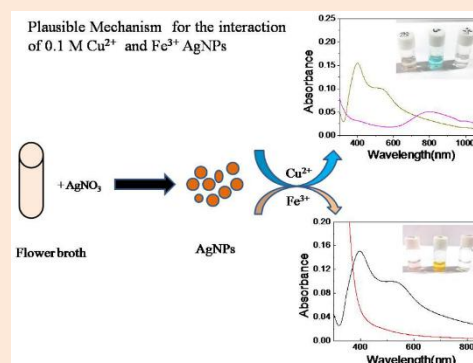 Plausible Mechanism for the interaction
of 0.1 M Cu²⁺ and Fe³⁺ AgNPs
Flower broth
+AgNO₃
AgNPs
Cu²⁺
Fe³⁺
Absorbance
0.25
0.20
0.15
0.10
0.05
0.00
400 600 800 1000
Wavelength(nm)
Absorbance
0.20
0.16
0.12
0.08
0.04
0.00
400 600 800
Wavelength(nm)